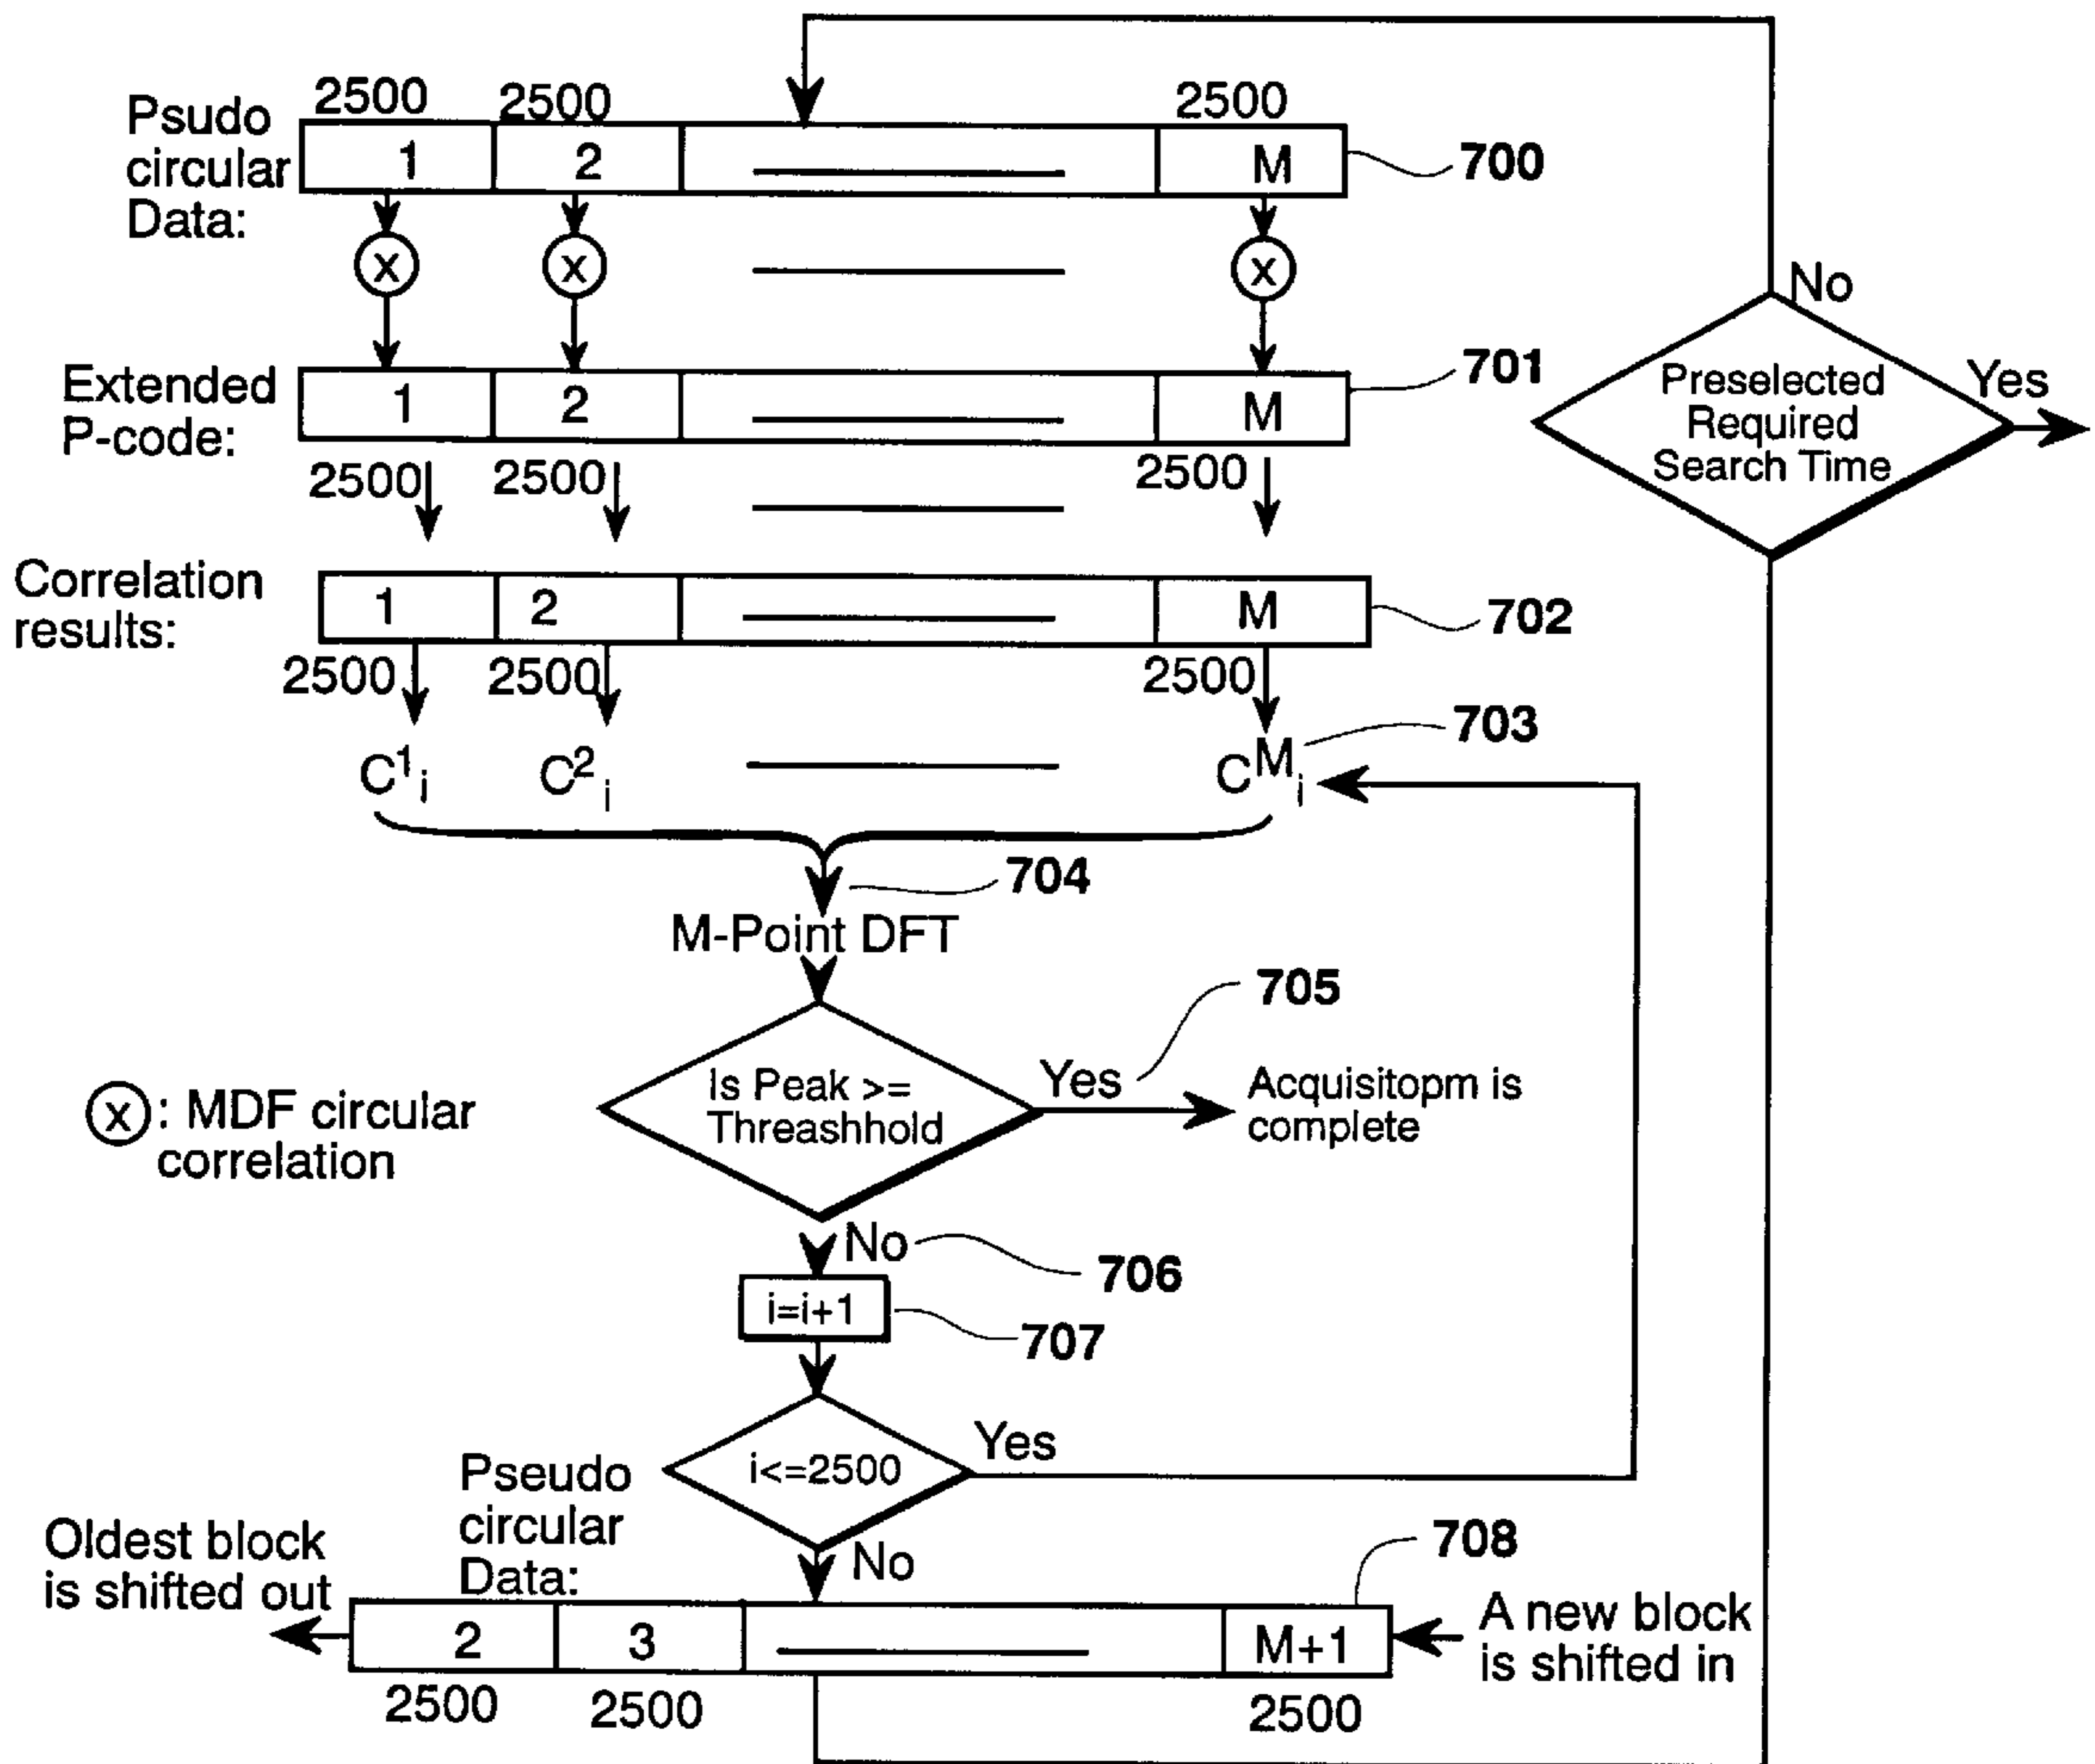 2500 2500 2500
Psudo
circular
Data:
1 2 M
700
x x x
No
Extended
P-code:
1 2 M
701
Preselected
Required
Search Time
Yes
2500 2500 2500
Correlation
results:
1 2 M
702
2500 2500 2500
703
C1i C2i CMi
704
M-Point DFT
705
Is Peak >=
Threashhold
Yes
Acquisitopm is
complete
x : MDF circular
correlation
No
706
i=i+1
707
i<=2500
Yes
Pseudo
circular
Data:
No
708
Oldest block
is shifted out
2 3 M+1
A new block
is shifted in
2500 2500 2500